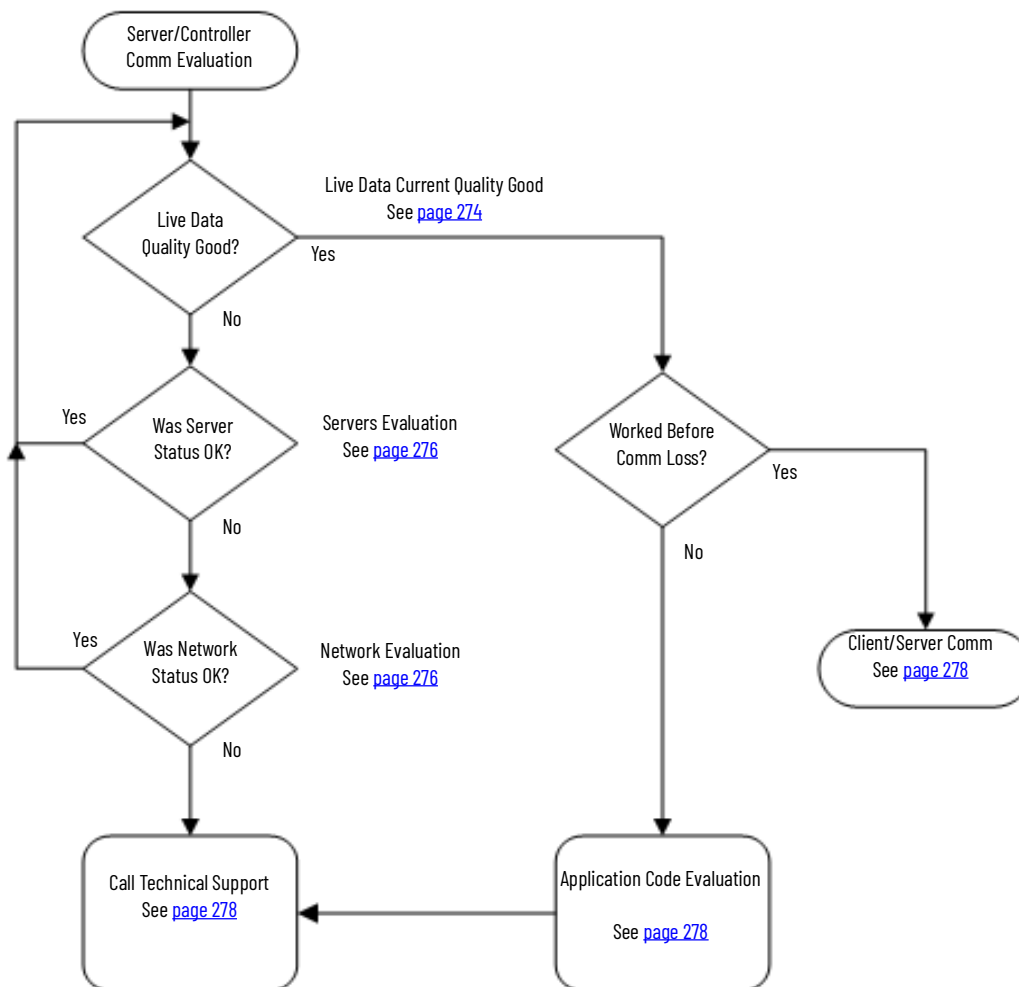 Server/Controller
Comm Evaluation
Live Data Current Quality Good
See page 274
Live Data
Quality Good?
Yes
No
Yes
Was Server
Status OK?
Servers Evaluation
See page 276
Worked Before
Comm Loss?
Yes
No
No
Yes
Was Network
Status OK?
Network Evaluation
See page 276
Client/Server Comm
See page 278
No
Call Technical Support
See page 278
Application Code Evaluation
See page 278